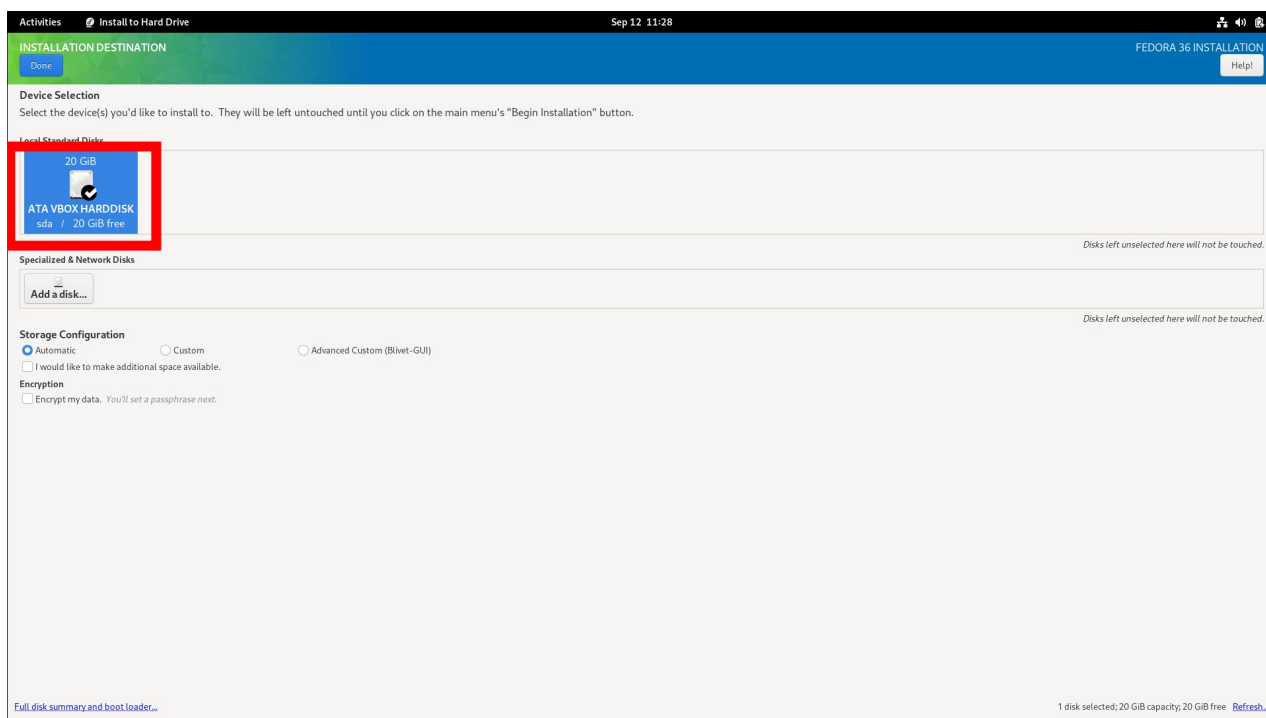 Activities Install to Hard Drive Sep 12 11:28
INSTALLATION DESTINATION FEDORA 36 INSTALLATION
Done Help!
Device Selection
Select the device(s) you'd like to install to. They will be left untouched until you click on the main menu's "Begin Installation" button.
Local Standard Disks
20 GiB
ATA VBOX HARDDISK
sda / 20 GiB free
Disks left unselected here will not be touched.
Specialized & Network Disks
Add a disk...
Disks left unselected here will not be touched.
Storage Configuration
Automatic Custom Advanced Custom (Blivet-GUI)
I would like to make additional space available.
Encryption
Encrypt my data. You'll set a passphrase next.
Full disk summary and boot loader... 1 disk selected; 20 GiB capacity; 20 GiB free Refresh.